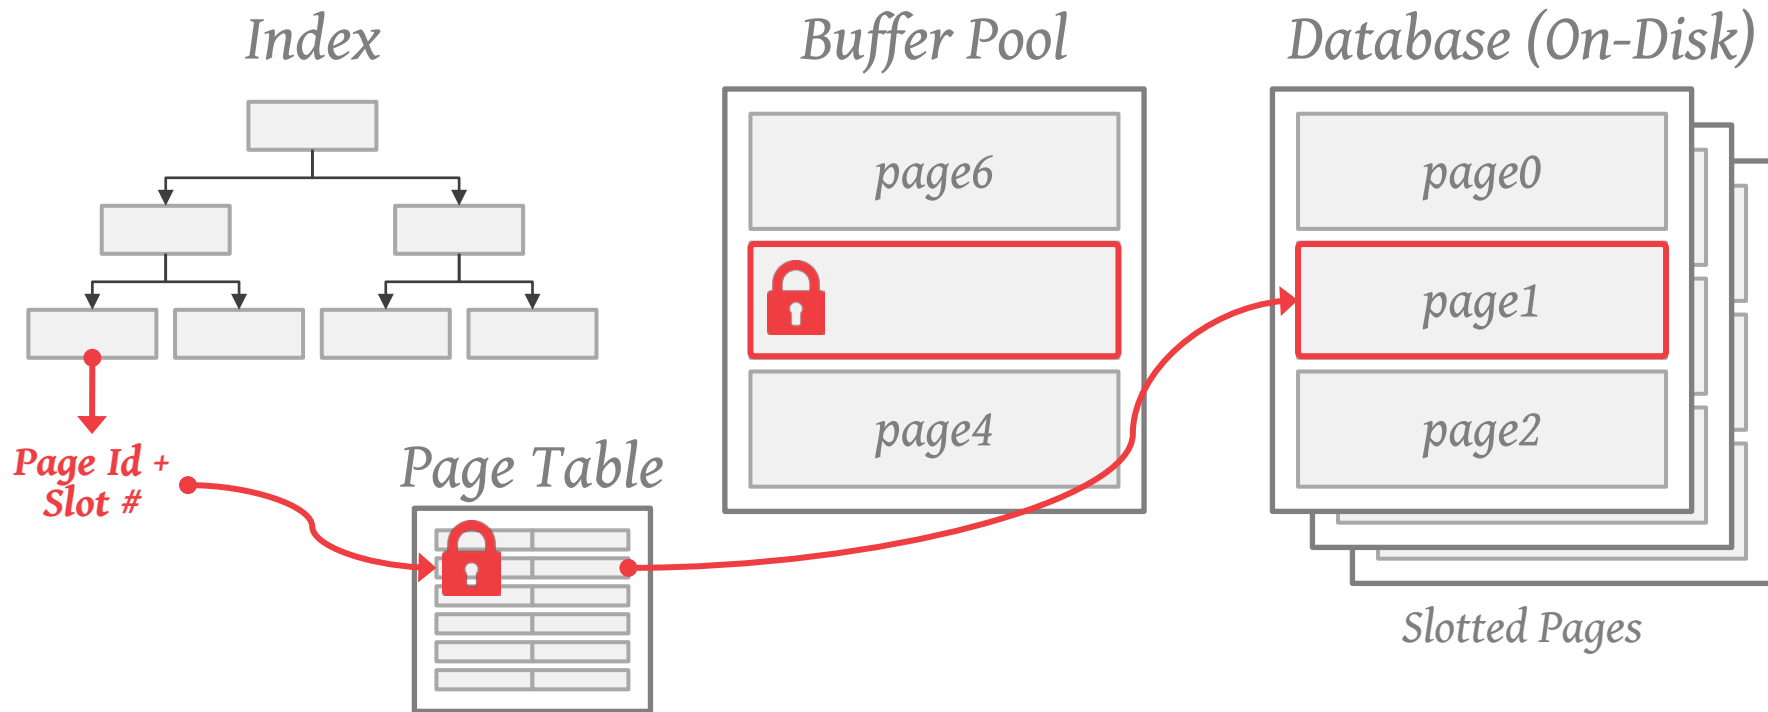 Index
Buffer Pool
Database (On-Disk)
page6
page0
page1
page4
page2
Page Id +
Slot #
Page Table
Slotted Pages